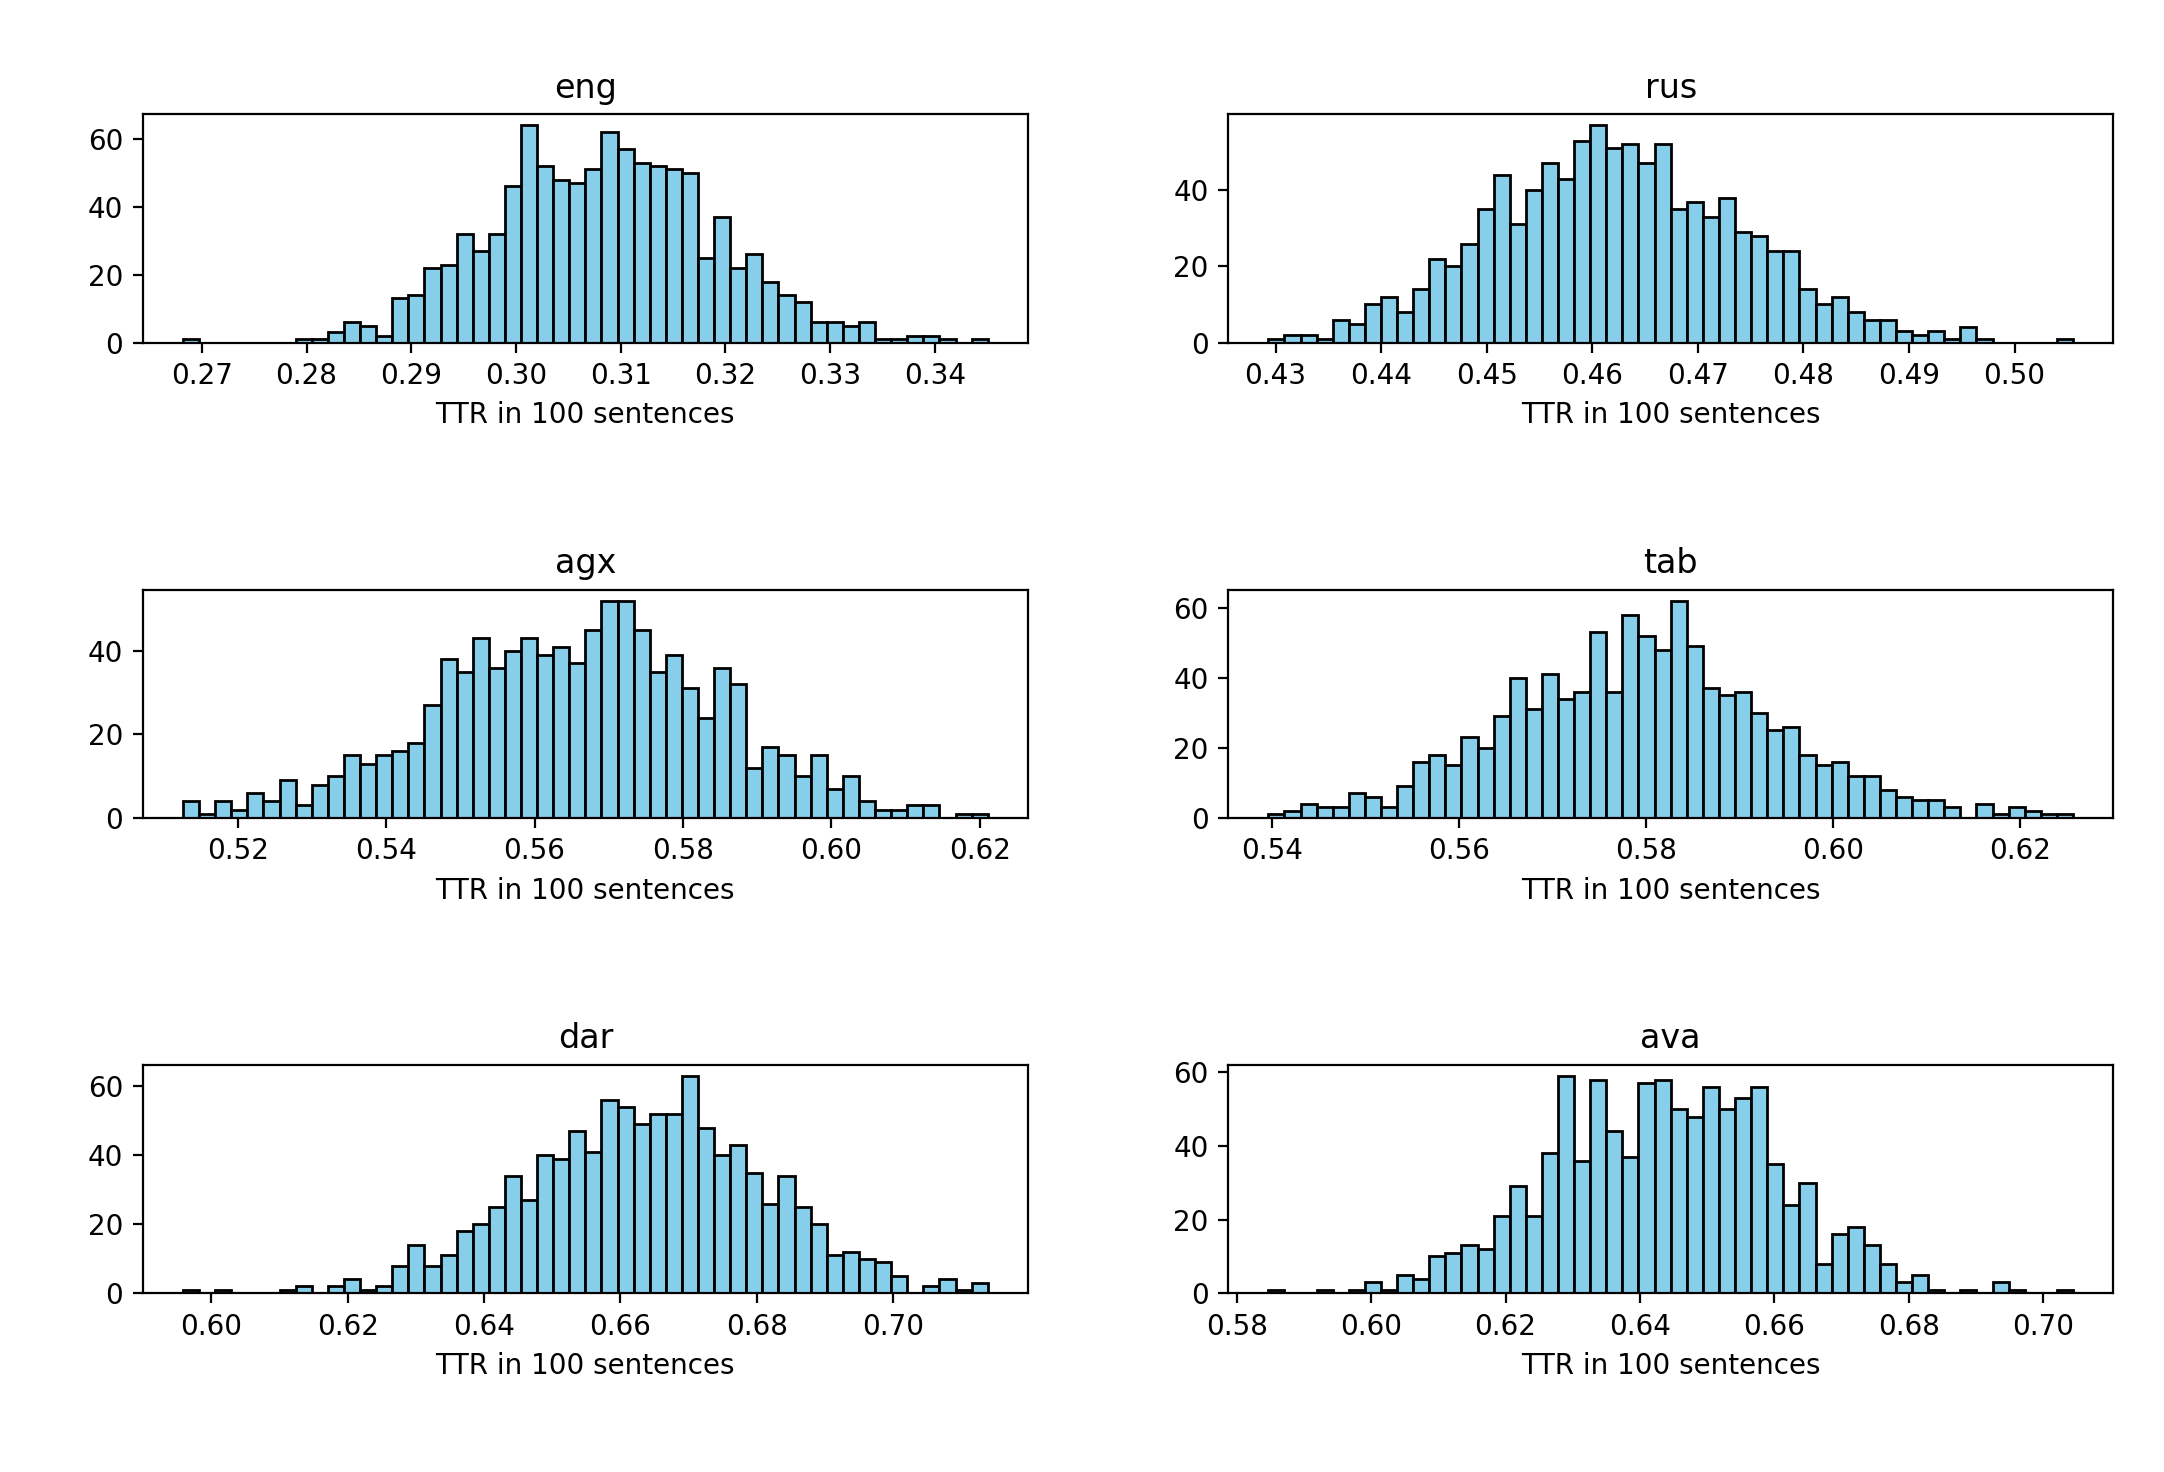 eng
60
40
20
0
0.27 0.28 0.29 0.30 0.31 0.32 0.33 0.34
TTR in 100 sentences
rus
40
20
0
0.43 0.44 0.45 0.46 0.47 0.48 0.49 0.50
TTR in 100 sentences
agx
40
20
0
0.52 0.54 0.56 0.58 0.60 0.62
TTR in 100 sentences
tab
60
40
20
0
0.54 0.56 0.58 0.60 0.62
TTR in 100 sentences
dar
60
40
20
0
0.60 0.62 0.64 0.66 0.68 0.70
TTR in 100 sentences
ava
60
40
20
0
0.58 0.60 0.62 0.64 0.66 0.68 0.70
TTR in 100 sentences